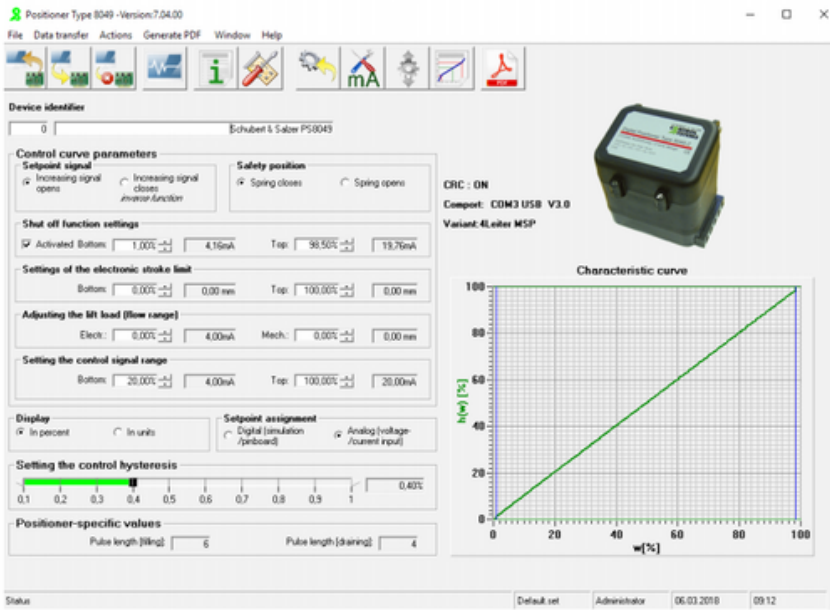 Positioner Type 8049 -Version:7.04.00
File Data transfer Actions Generate PDF Window Help
i mA PDF
Device identifier
0 Schubert & Salzer PS8049
Control curve parameters
Setpoint signal
Increasing signal opens
Increasing signal closes
inverse function
Safety position
Spring closes Spring opens
CRC : ON
Comport: COM3 USB V3.0
Variant:4Leiter MSP
Shut off function settings
Activated Bottom: 1,00% 4,16mA Top: 98,50% 19,76mA
Settings of the electronic stroke limit
Bottom: 0,00% 0,00 mm Top: 100,00% 0,00 mm
Adjusting the lift load (flow range)
Electr.: 0,00% 4,00mA Mech.: 0,00% 0,00 mm
Setting the control signal range
Bottom: 20,00% 4,00mA Top: 100,00% 20,00mA
Display
In percent In units
Setpoint assignment
Digital (simulation /pinboard)
Analog (voltage- /current input)
Setting the control hysteresis
0,40%
0,1 0,2 0,3 0,4 0,5 0,6 0,7 0,8 0,9 1
Positioner-specific values
Pulse length [filling]: 6 Pulse length [draining]: 4
Characteristic curve
h(w) [%]
100
80
60
40
20
0
0 20 40 60 80 100
w[%]
Status Default.set Administrator 06.03.2018 09:12